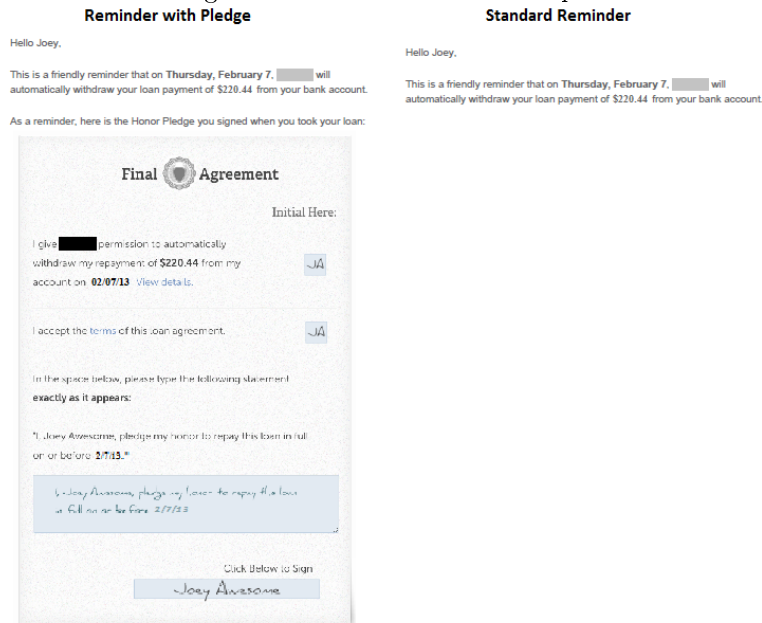 Reminder with Pledge
Hello Joey,
This is a friendly reminder that on Thursday, February 7, will
automatically withdraw your loan payment of $220.44 from your bank account.
As a reminder, here is the Honor Pledge you signed when you took your loan:
Final Agreement
Initial Here:
I give permission to automatically
withdraw my repayment of $220.44 from my
account on 02/07/13 View details.
JA
I accept the terms of this loan agreement.
JA
In the space below, please type the following statement
exactly as it appears:
"I, Joey Awesome, pledge my honor to repay this loan in full
on or before 2/7/13."
I, Joey Awesome, pledge my honor to repay this loan
in full on or before 2/7/13
Click Below to Sign
Joey Awesome
Standard Reminder
Hello Joey,
This is a friendly reminder that on Thursday, February 7, will
automatically withdraw your loan payment of $220.44 from your bank account